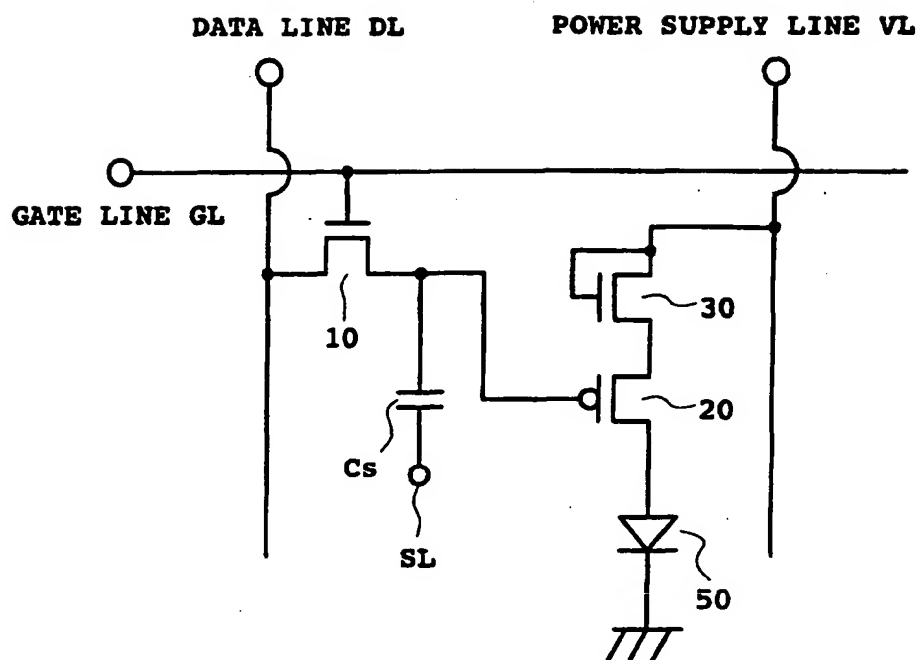 DATA LINE DL
POWER SUPPLY LINE VL
GATE LINE GL
10
30
20
Cs
SL
50